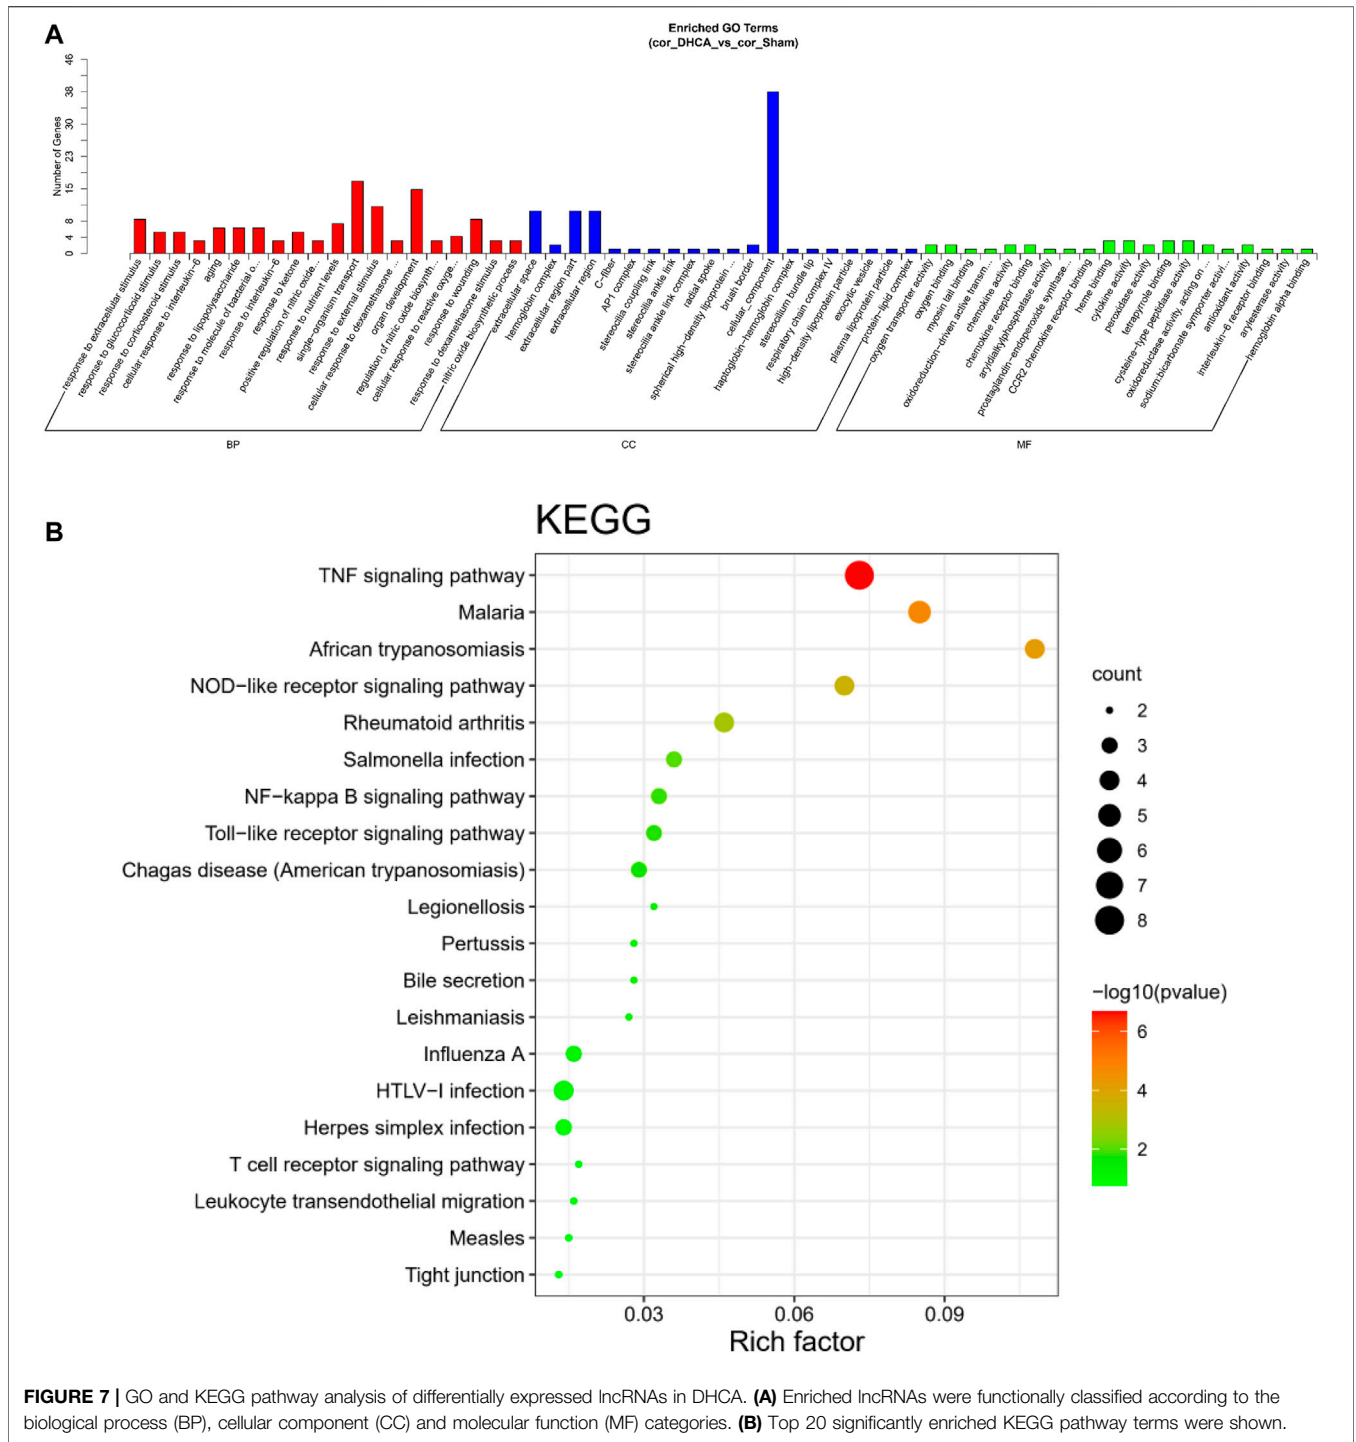 A
Enriched GO Terms
(cor_DHCA_vs_cor_Sham)
Number of Genes
46
38
30
23
15
8
4
0
response to extracellular stimulus
response to glucocorticoid stimulus
response to corticosteroid stimulus
cellular response to interleukin−6
aging
response to lipopolysaccharide
response to molecule of bacterial o...
response to interleukin−6
response to ketone
positive regulation of nitric oxide...
response to nutrient levels
single−organism transport
response to external stimulus
cellular response to dexamethasone ...
organ development
regulation of nitric oxide biosynth...
cellular response to reactive oxyge...
response to wounding
response to dexamethasone stimulus
nitric oxide biosynthetic process
extracellular space
hemoglobin complex
extracellular region part
extracellular region
C−fiber
AP1 complex
stereocilia coupling link
stereocilia ankle link
stereocilia ankle link complex
radial spoke
spherical high−density lipoprotein ...
brush border
cellular_component
haptoglobin−hemoglobin complex
stereocilium bundle tip
respiratory chain complex IV
high−density lipoprotein particle
exocytic vesicle
plasma lipoprotein particle
protein−lipid complex
oxygen transporter activity
oxygen binding
myosin tail binding
oxidoreduction−driven active transm...
chemokine activity
chemokine receptor binding
aryldialkylphosphatase activity
prostaglandin−endoperoxide synthase...
CCR2 chemokine receptor binding
heme binding
cytokine activity
peroxidase activity
tetrapyrrole binding
cysteine−type peptidase activity
oxidoreductase activity, acting on ...
sodium:bicarbonate symporter activi...
antioxidant activity
interleukin−6 receptor binding
arylesterase activity
hemoglobin alpha binding
BP
CC
MF
B
KEGG
TNF signaling pathway
Malaria
African trypanosomiasis
NOD−like receptor signaling pathway
Rheumatoid arthritis
Salmonella infection
NF−kappa B signaling pathway
Toll−like receptor signaling pathway
Chagas disease (American trypanosomiasis)
Legionellosis
Pertussis
Bile secretion
Leishmaniasis
Influenza A
HTLV−I infection
Herpes simplex infection
T cell receptor signaling pathway
Leukocyte transendothelial migration
Measles
Tight junction
0.03
0.06
0.09
Rich factor
count
2
3
4
5
6
7
8
−log10(pvalue)
6
4
2
FIGURE 7 | GO and KEGG pathway analysis of differentially expressed lncRNAs in DHCA. (A) Enriched lncRNAs were functionally classified according to the
biological process (BP), cellular component (CC) and molecular function (MF) categories. (B) Top 20 significantly enriched KEGG pathway terms were shown.